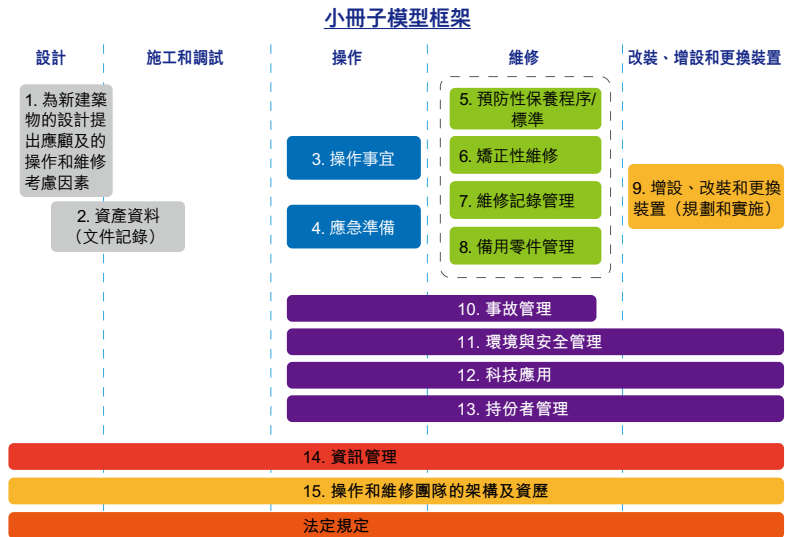 小冊子模型框架
設計
施工和調試
操作
維修
改裝、增設和更換裝置
1. 為新建築
物的設計提
出應顧及的
操作和維修
考慮因素
2. 資產資料
（文件記錄）
3. 操作事宜
4. 應急準備
5. 預防性保養程序/
標準
6. 矯正性維修
7. 維修記錄管理
8. 備用零件管理
9. 增設、改裝和更換
裝置（規劃和實施）
10. 事故管理
11. 環境與安全管理
12. 科技應用
13. 持份者管理
14. 資訊管理
15. 操作和維修團隊的架構及資歷
法定規定